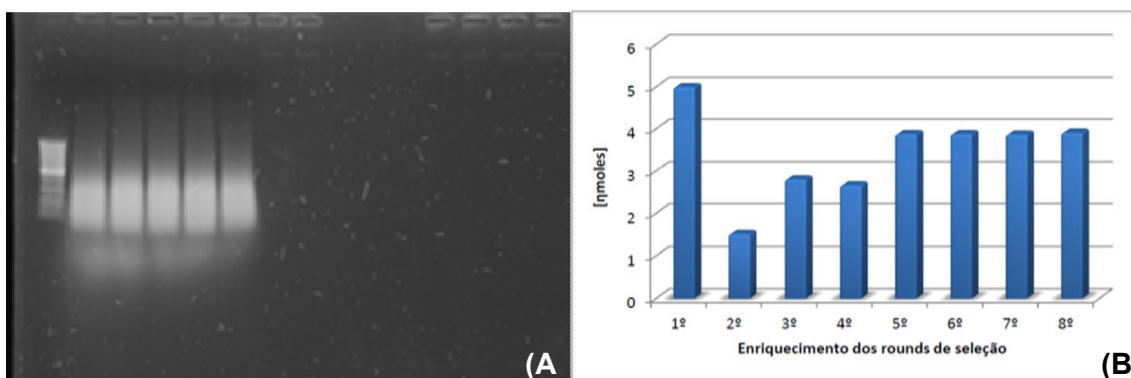 (A
(B
6
5
4
3
2
1
0
[ηmoles]
1º 2º 3º 4º 5º 6º 7º 8º
Enriquecimento dos rounds de seleção